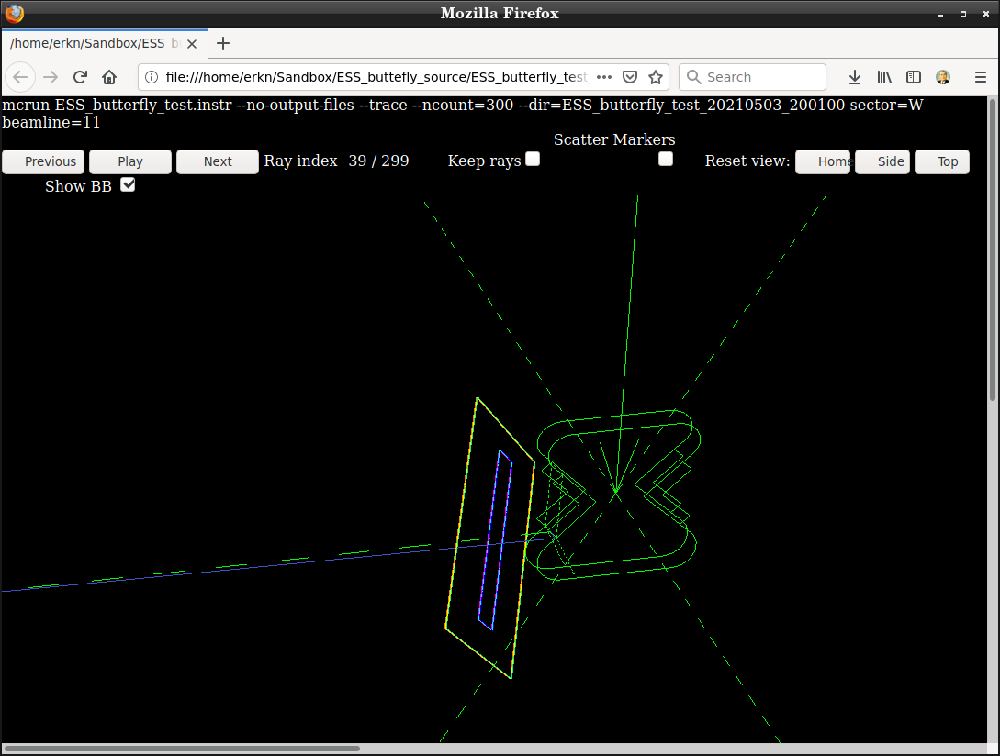 Mozilla Firefox
/home/erkn/Sandbox/ESS_b
file:///home/erkn/Sandbox/ESS_buttefly_source/ESS_butterfly_test
Search
mcrun ESS_butterfly_test.instr --no-output-files --trace --ncount=300 --dir=ESS_butterfly_test_20210503_200100 sector=W
beamline=11
Scatter Markers
Previous Play Next Ray index 39 / 299 Keep rays Reset view: Home Side Top
Show BB